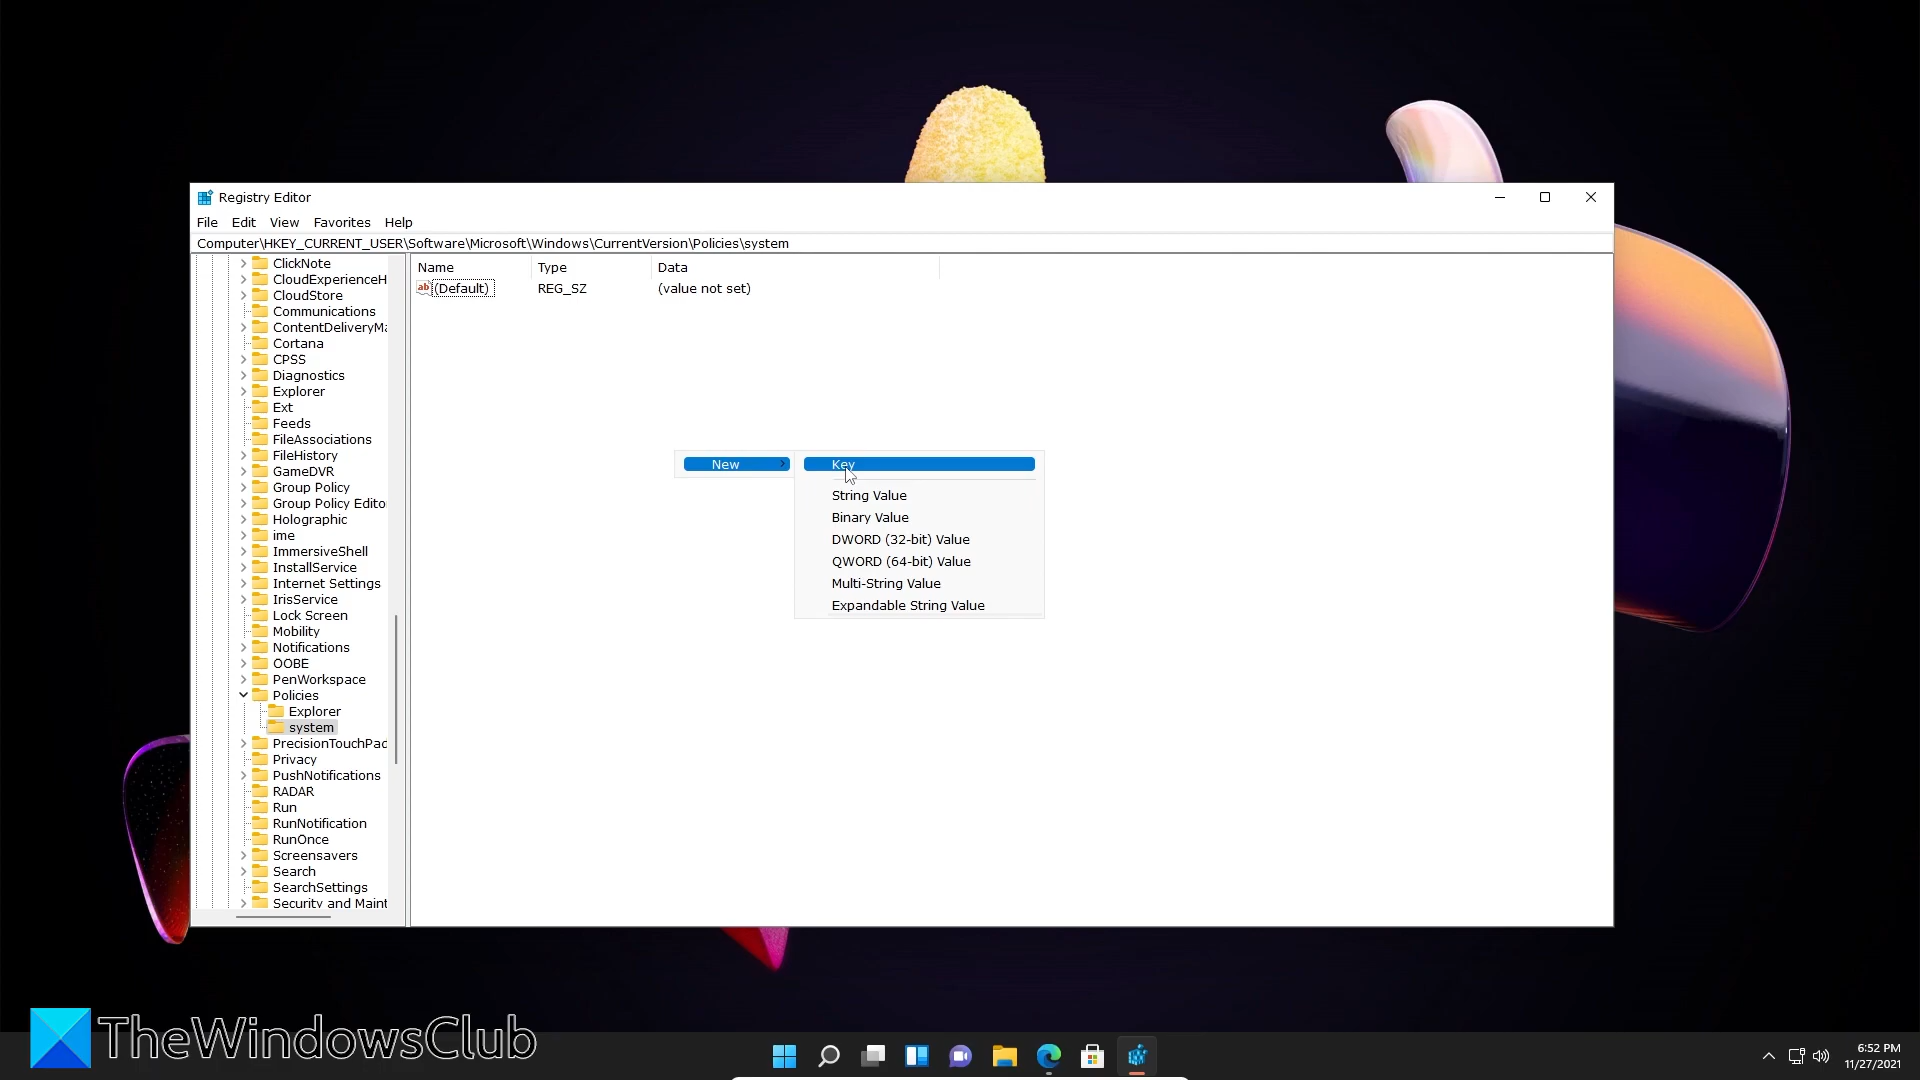 Registry Editor
File Edit View Favorites Help
Computer\HKEY_CURRENT_USER\Software\Microsoft\Windows\CurrentVersion\Policies\system
Name Type Data
ab (Default) REG_SZ (value not set)
ClickNote
CloudExperienceH
CloudStore
Communications
ContentDeliveryMa
Cortana
CPSS
Diagnostics
Explorer
Ext
Feeds
FileAssociations
FileHistory
GameDVR
Group Policy
Group Policy Edito
Holographic
ime
ImmersiveShell
InstallService
Internet Settings
IrisService
Lock Screen
Mobility
Notifications
OOBE
PenWorkspace
Policies
Explorer
system
PrecisionTouchPad
Privacy
PushNotifications
RADAR
Run
RunNotification
RunOnce
Screensavers
Search
SearchSettings
Security and Maint
New
Key
String Value
Binary Value
DWORD (32-bit) Value
QWORD (64-bit) Value
Multi-String Value
Expandable String Value
TheWindowsClub
6:52 PM
11/27/2021